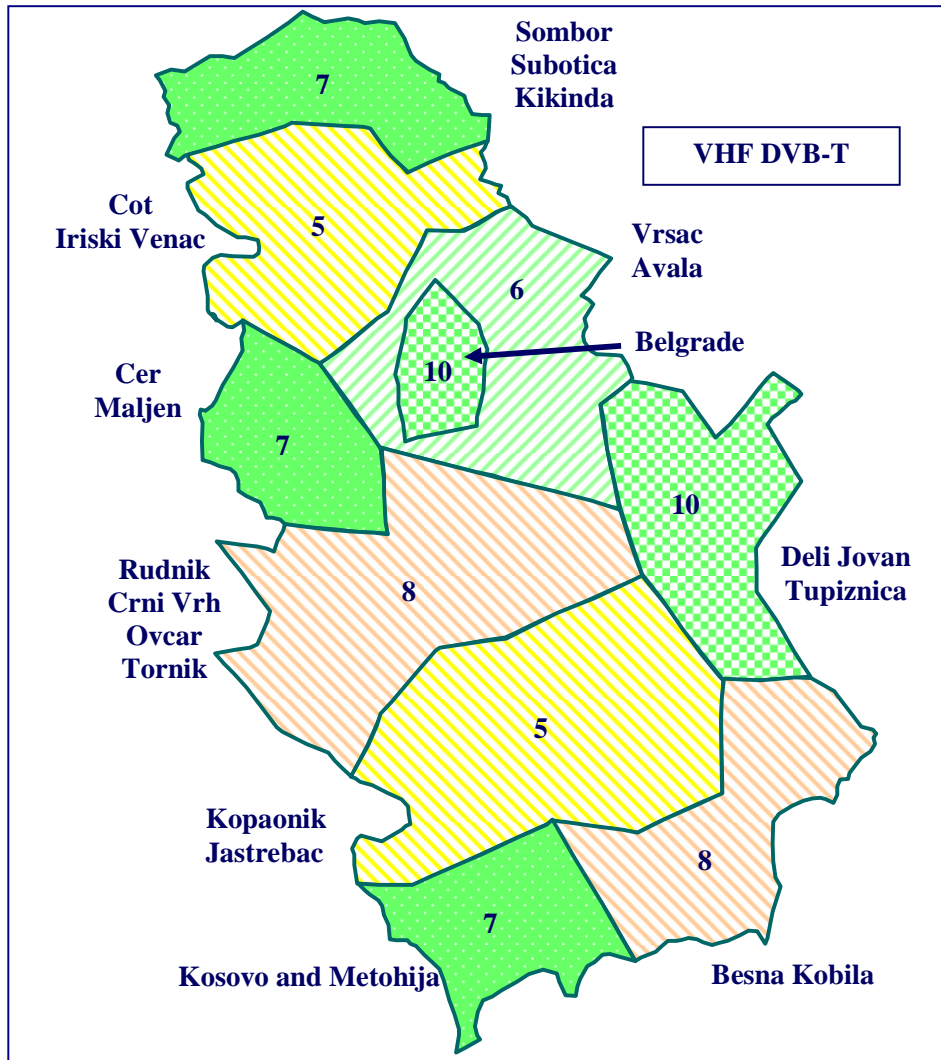 Sombor
Subotica
Kikinda
7
VHF DVB-T
Cot
Iriski Venac
5
Vrsac
Avala
6
Belgrade
10
Cer
Maljen
7
10
Deli Jovan
Tupiznica
Rudnik
Crni Vrh
Ovcar
Tornik
8
5
Kopaonik
Jastrebac
8
7
Kosovo and Metohija
Besna Kobila